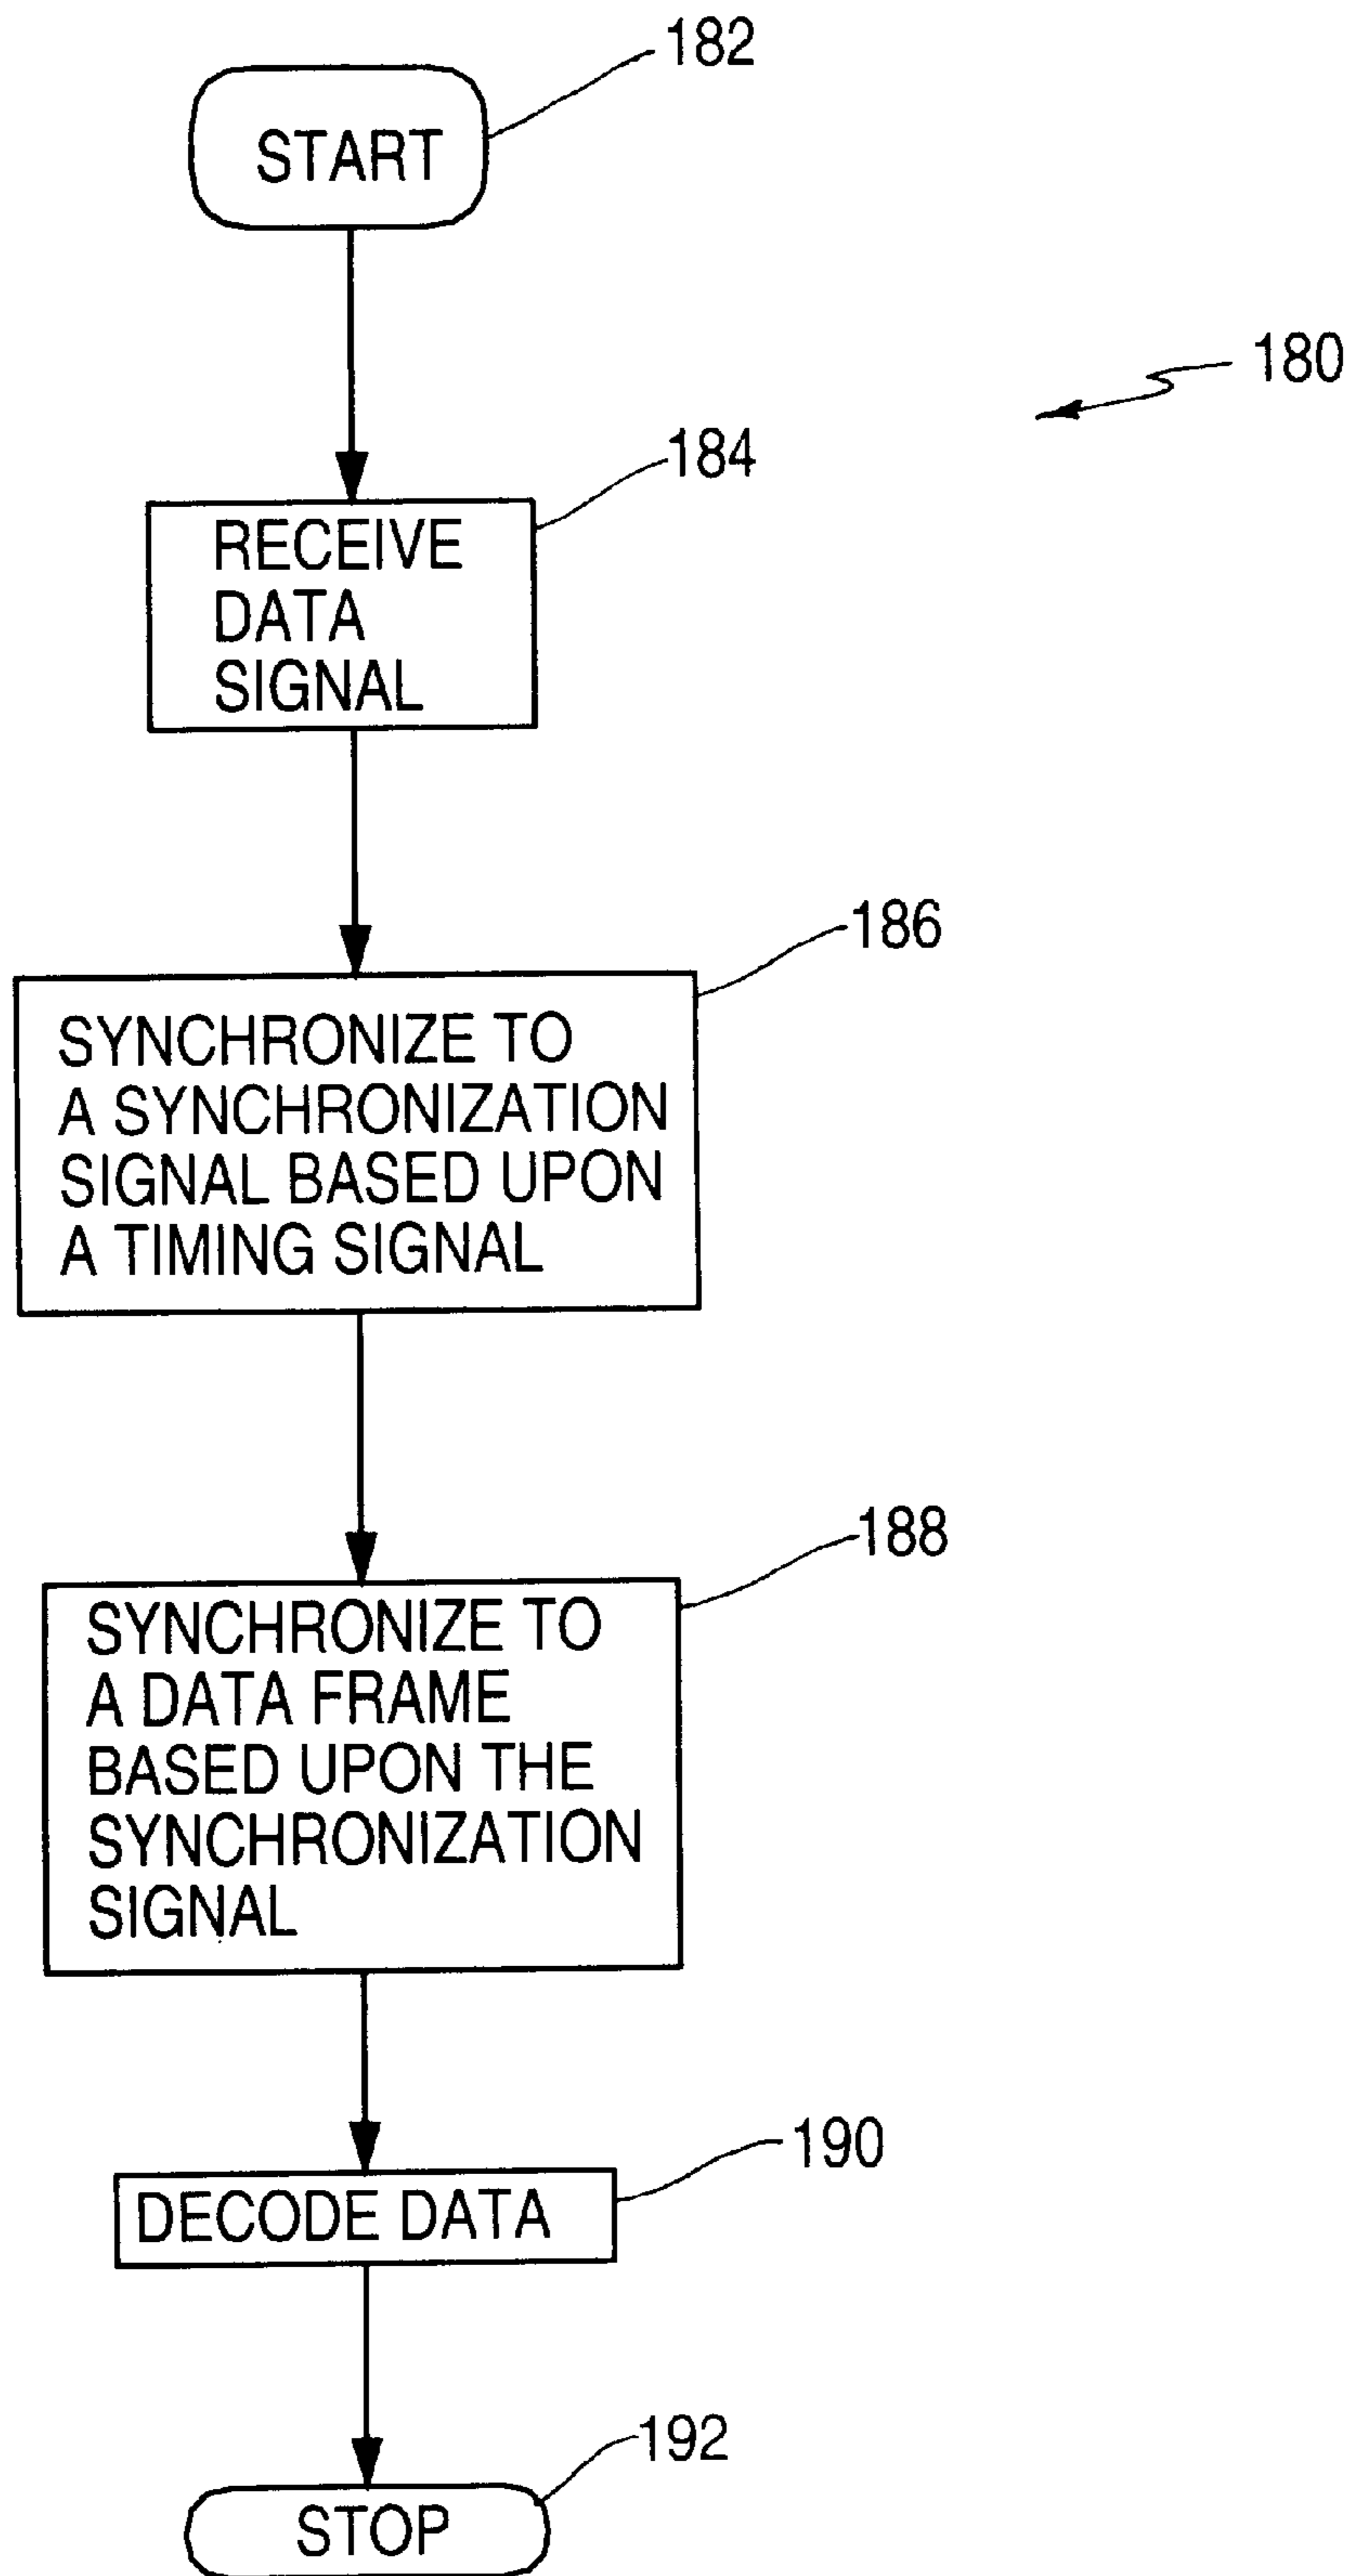 182
START
180
184
RECEIVE
DATA
SIGNAL
186
SYNCHRONIZE TO
A SYNCHRONIZATION
SIGNAL BASED UPON
A TIMING SIGNAL
188
SYNCHRONIZE TO
A DATA FRAME
BASED UPON THE
SYNCHRONIZATION
SIGNAL
190
DECODE DATA
192
STOP